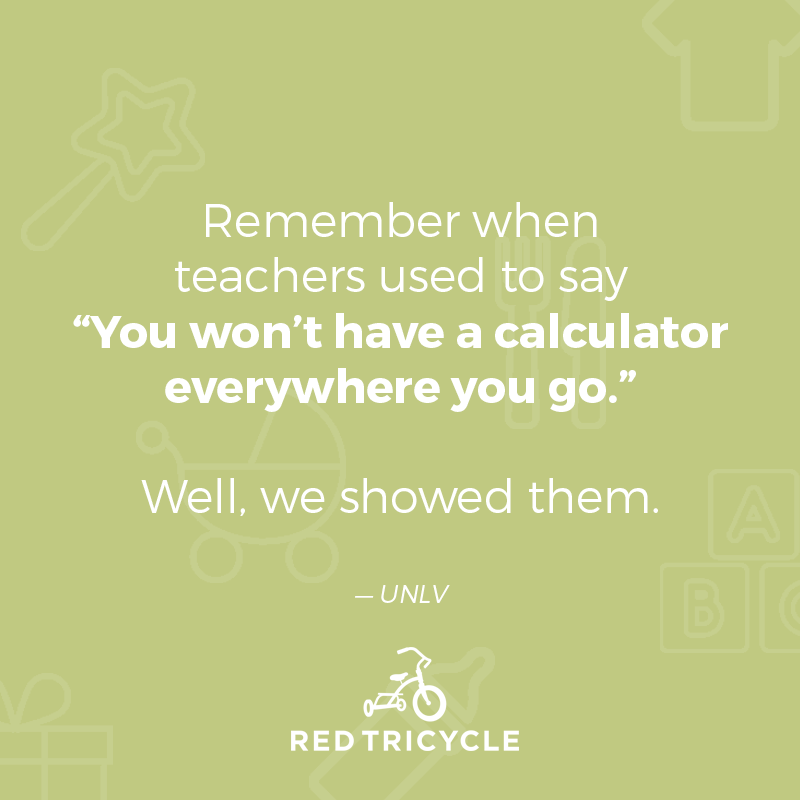 Remember when
teachers used to say
“You won’t have a calculator
everywhere you go.”
Well, we showed them.
— UNLV
RED TRICYCLE
A
B
C